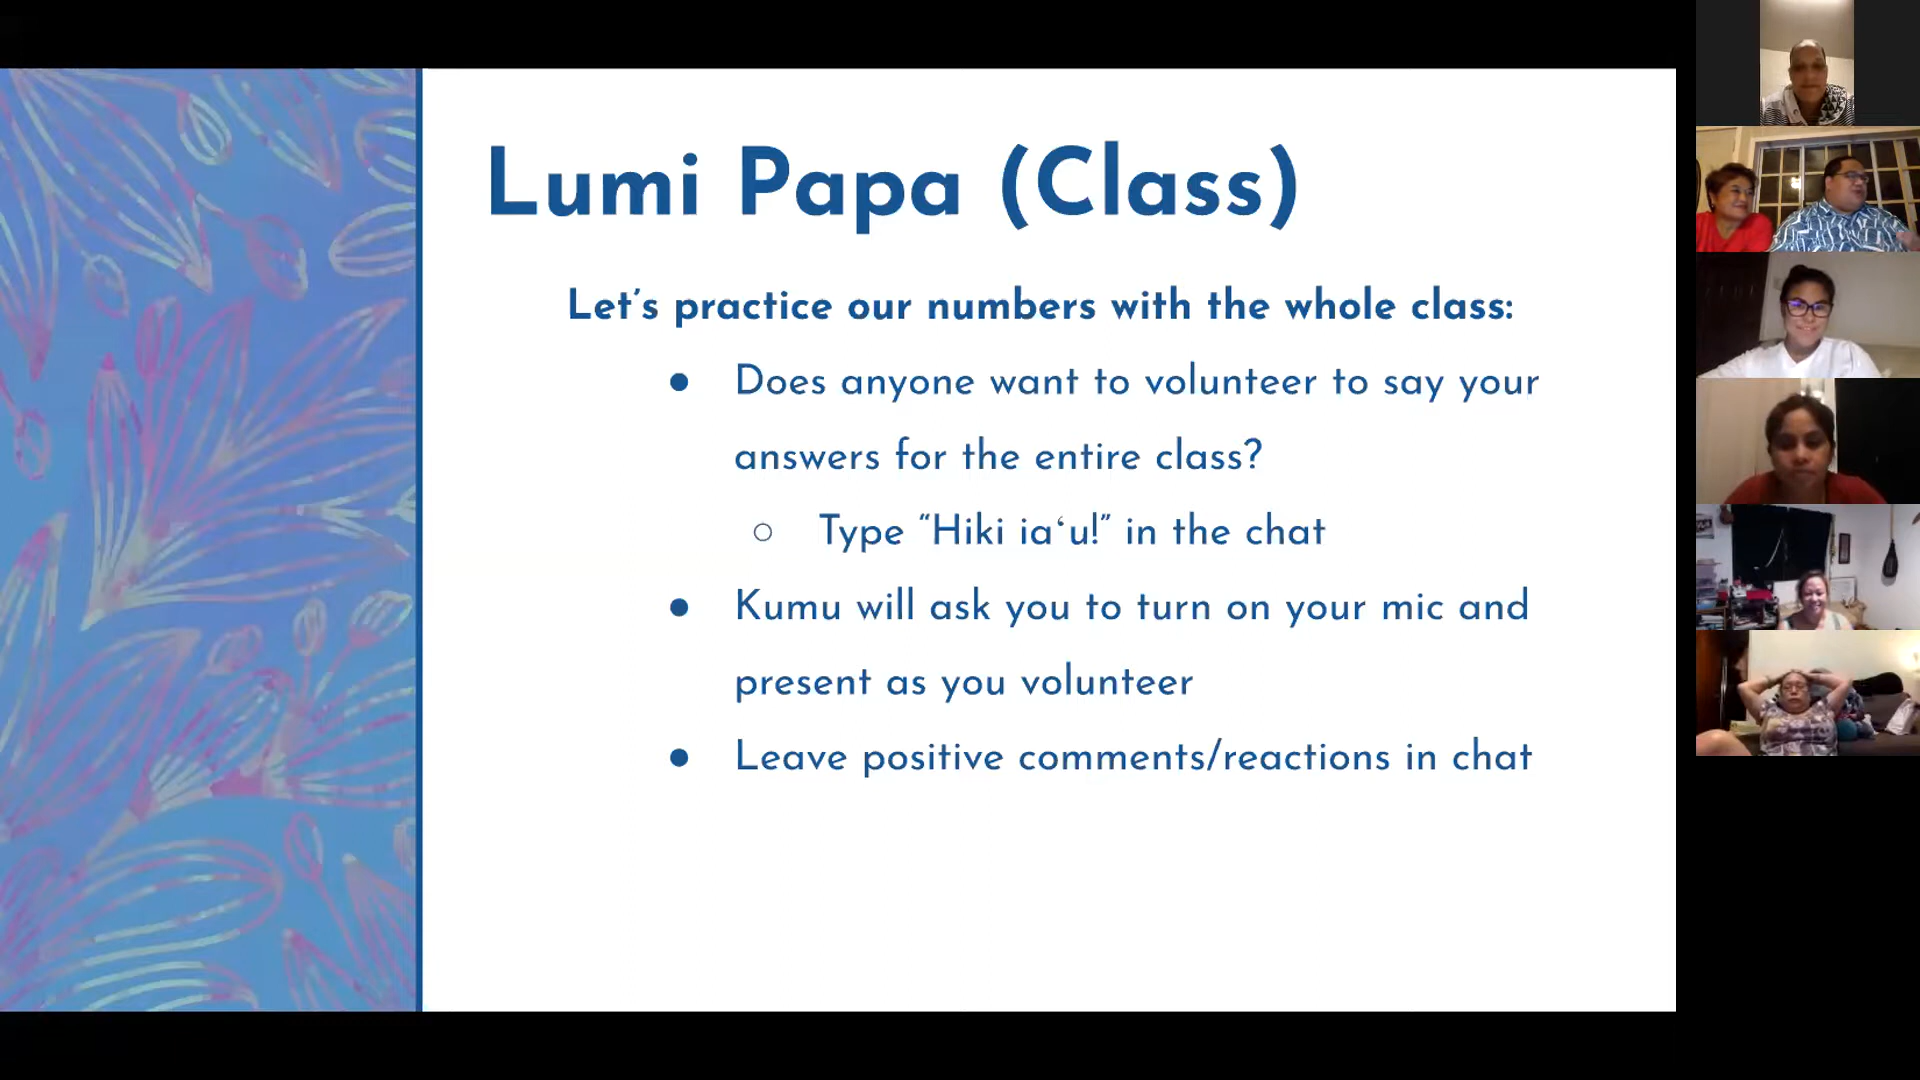 Lumi Papa (Class)
Let’s practice our numbers with the whole class:
● Does anyone want to volunteer to say your
answers for the entire class?
○ Type “Hiki iaʻu!” in the chat
● Kumu will ask you to turn on your mic and
present as you volunteer
● Leave positive comments/reactions in chat